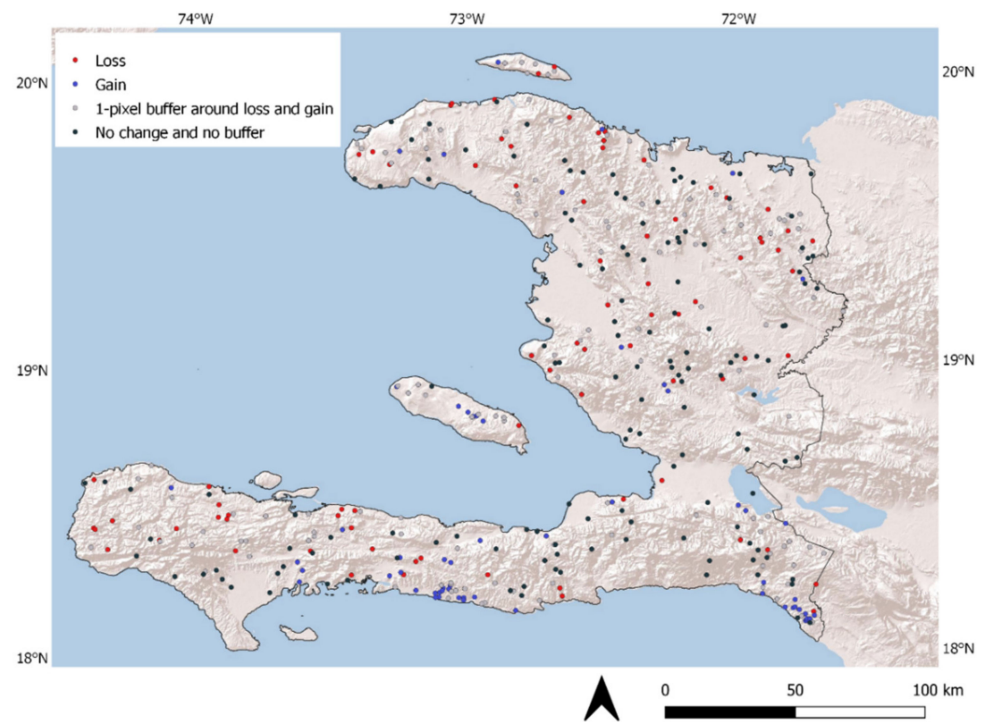 74°W 73°W 72°W
Loss
Gain
1-pixel buffer around loss and gain
No change and no buffer
20°N 20°N
19°N 19°N
18°N 18°N
0 50 100 km